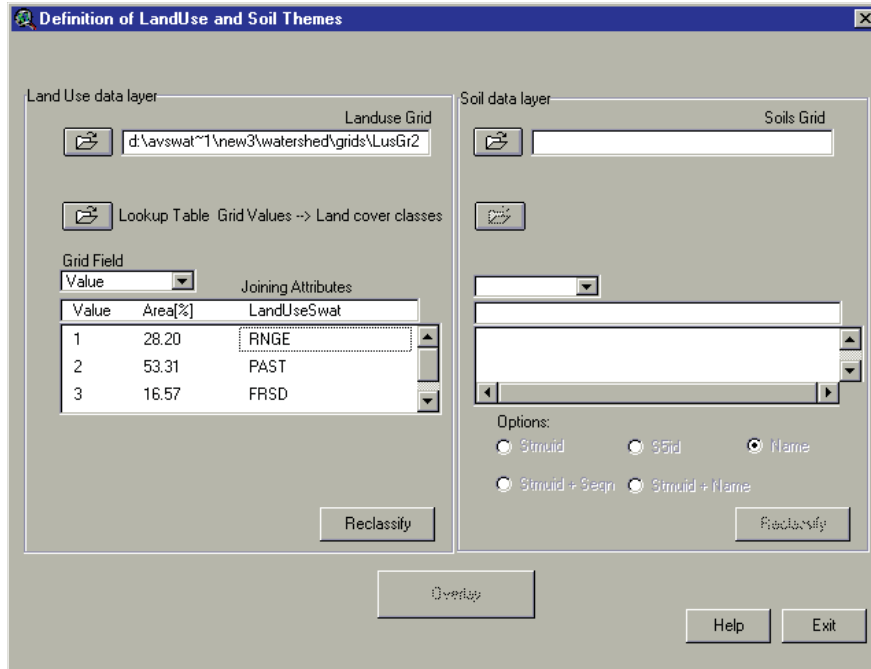 Definition of LandUse and Soil Themes
Land Use data layer
Landuse Grid
d:\avswat~1\new3\watershed\grids\LusGr2
Lookup Table Grid Values --> Land cover classes
Grid Field
Value
Joining Attributes
Value Area[%] LandUseSwat
1 28.20 RNGE
2 53.31 PAST
3 16.57 FRSD
Reclassify
Soil data layer
Soils Grid
Options:
Stmuid S5id Name
Stmuid + Seqn Stmuid + Name
Reclassify
Overlay
Help Exit